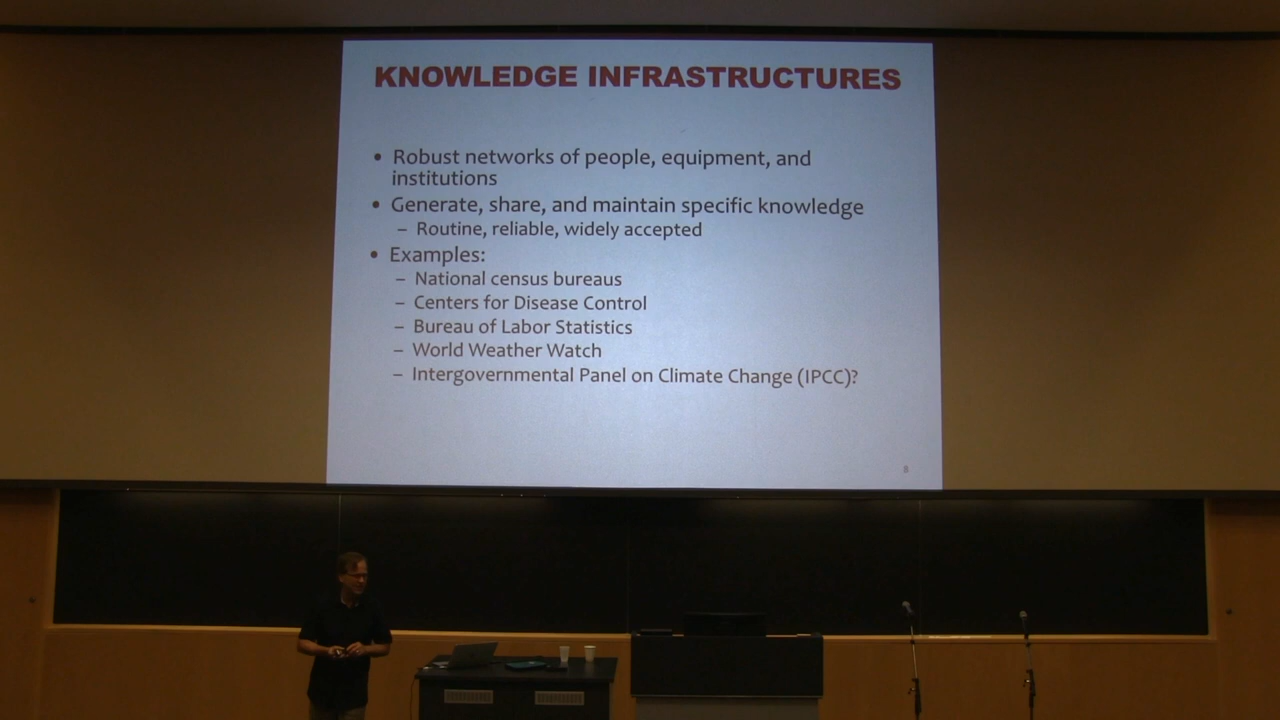 KNOWLEDGE INFRASTRUCTURES
• Robust networks of people, equipment, and
institutions
• Generate, share, and maintain specific knowledge
– Routine, reliable, widely accepted
• Examples:
– National census bureaus
– Centers for Disease Control
– Bureau of Labor Statistics
– World Weather Watch
– Intergovernmental Panel on Climate Change (IPCC)?
8